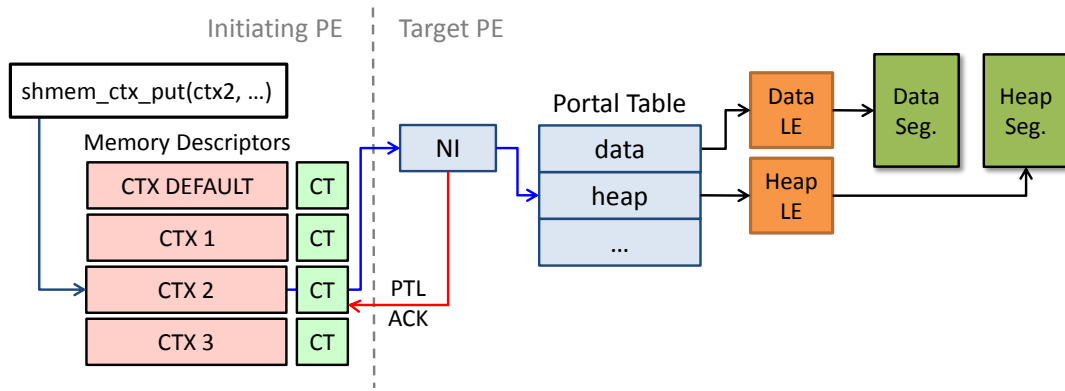 Initiating PE
Target PE
shmem_ctx_put(ctx2, ...)
Memory Descriptors
CTX DEFAULT
CT
CTX 1
CT
CTX 2
CT
CTX 3
CT
PTL
ACK
NI
Portal Table
data
heap
...
Data
LE
Heap
LE
Data
Seg.
Heap
Seg.